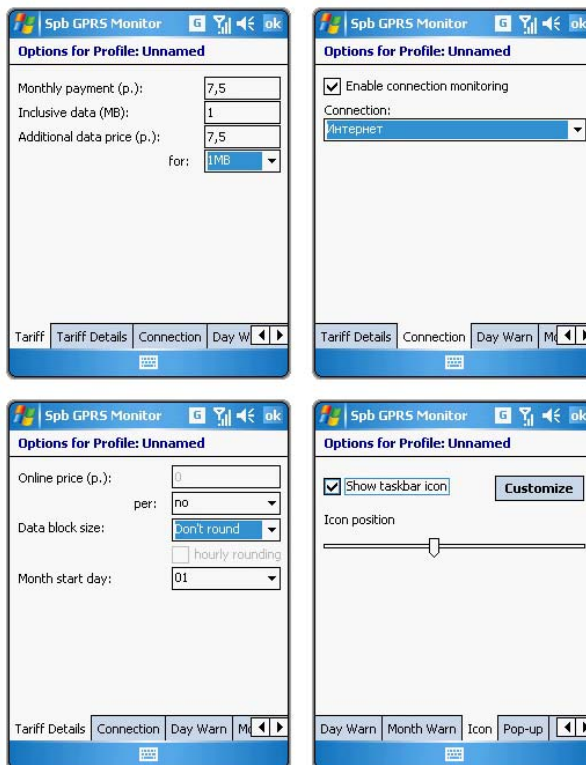 Spb GPRS Monitor G ok
Options for Profile: Unnamed
Monthly payment (p.): 7,5
Inclusive data (MB): 1
Additional data price (p.): 7,5
for: 1MB
Tariff Tariff Details Connection Day W
Spb GPRS Monitor G ok
Options for Profile: Unnamed
Enable connection monitoring
Connection:
Интернет
Tariff Details Connection Day Warn
Spb GPRS Monitor G ok
Options for Profile: Unnamed
Online price (p.): 0
per: no
Data block size: Don't round
hourly rounding
Month start day: 01
Tariff Details Connection Day Warn
Spb GPRS Monitor G ok
Options for Profile: Unnamed
Show taskbar icon Customize
Icon position
Day Warn Month Warn Icon Pop-up